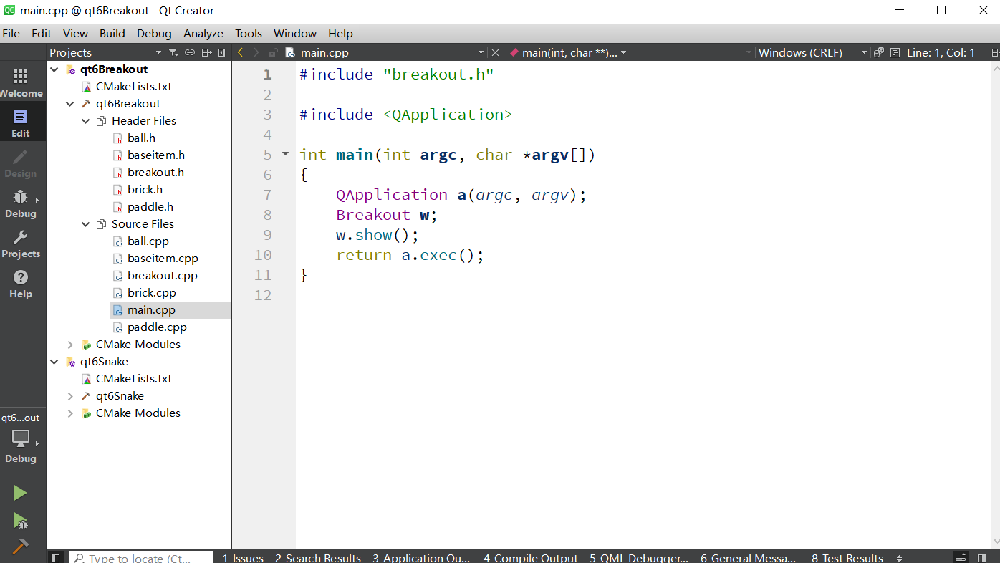 main.cpp @ qt6Breakout - Qt Creator
File Edit View Build Debug Analyze Tools Window Help
Projects
main.cpp
main(int, char **)...
Windows (CRLF)
Line: 1, Col: 1
Welcome
Edit
Design
Debug
Projects
Help
qt6...out
Debug
qt6Breakout
CMakeLists.txt
qt6Breakout
Header Files
ball.h
baseitem.h
breakout.h
brick.h
paddle.h
Source Files
ball.cpp
baseitem.cpp
breakout.cpp
brick.cpp
main.cpp
paddle.cpp
CMake Modules
qt6Snake
CMakeLists.txt
qt6Snake
CMake Modules
1 #include "breakout.h"
2
3 #include <QApplication>
4
5 int main(int argc, char *argv[])
6 {
7     QApplication a(argc, argv);
8     Breakout w;
9     w.show();
10     return a.exec();
11 }
12
Type to locate (Ct...
1 Issues 2 Search Results 3 Application Ou... 4 Compile Output 5 QML Debugger... 6 General Messa... 8 Test Results